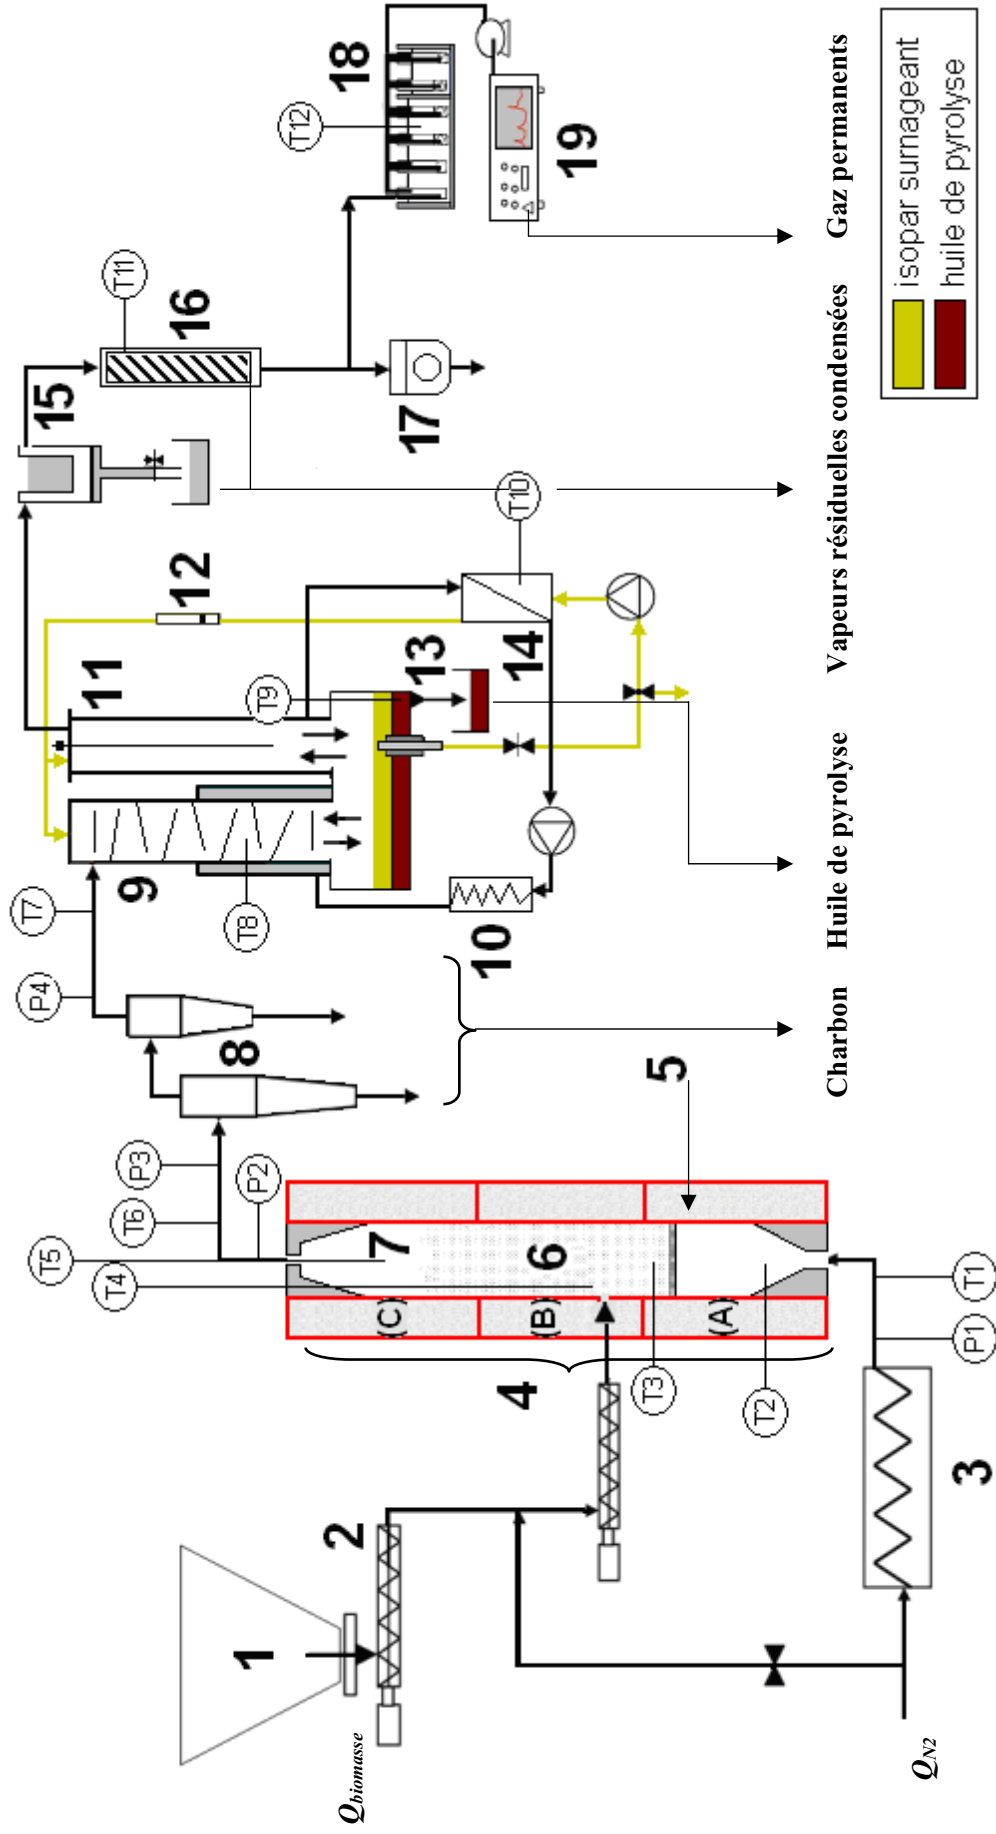 Q_biomasse
Q_N2
1
2
3
4
5
6
7
(A)
(B)
(C)
8
9
10
11
12
13
14
15
16
17
18
19
P1
T1
T2
T3
T4
T5
T6
P2
P3
P4
T7
T8
T9
T10
T11
T12
Charbon
Huile de pyrolyse
Vapeurs résiduelles condensées
Gaz permanents
isopar surnageant
huile de pyrolyse